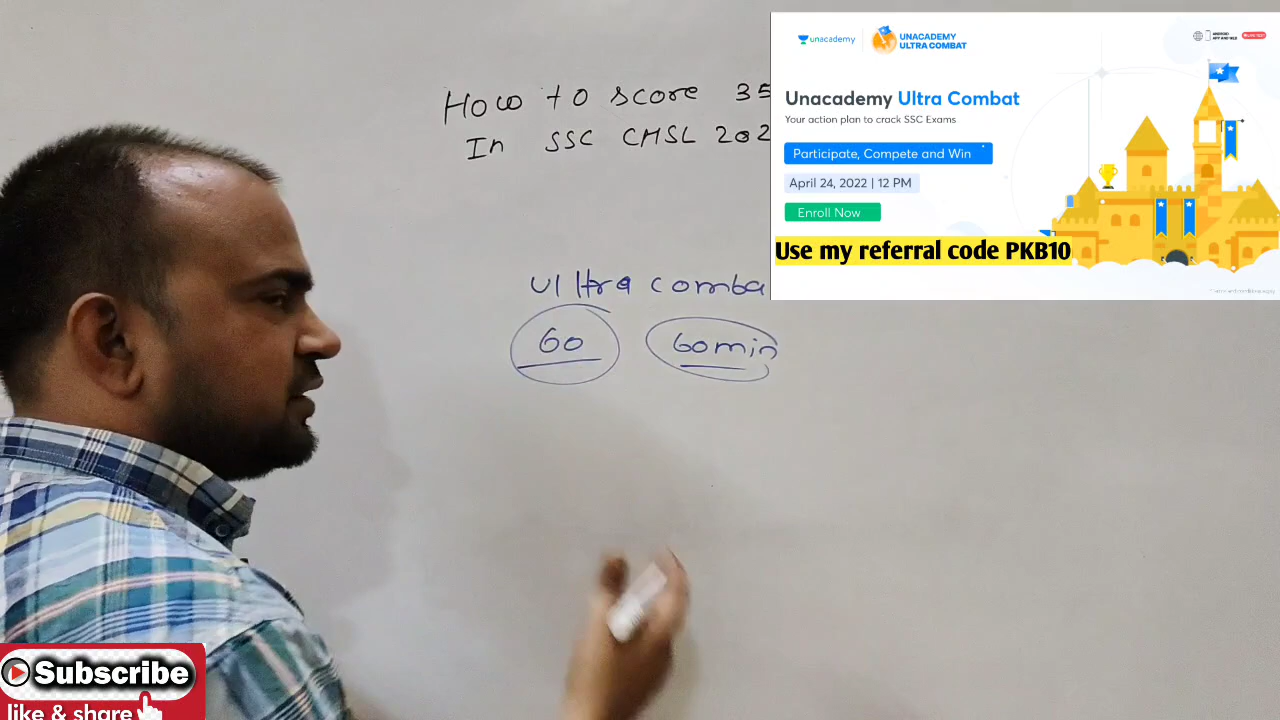 How to score 35
In SSC CHSL 202
Ultra comba
60 60min
unacademy
UNACADEMY
ULTRA COMBAT
Unacademy Ultra Combat
Your action plan to crack SSC Exams
Participate, Compete and Win
April 24, 2022 | 12 PM
Enroll Now
Use my referral code PKB10
Subscribe
like & share